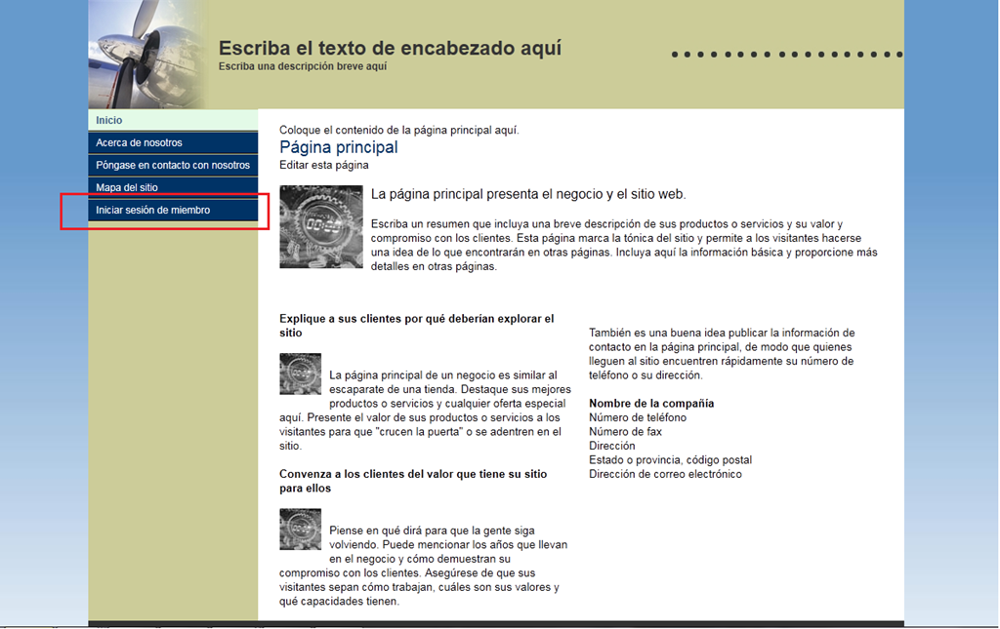 Escriba el texto de encabezado aquí
Escriba una descripción breve aquí
Inicio
Acerca de nosotros
Póngase en contacto con nosotros
Mapa del sitio
Iniciar sesión de miembro
Coloque el contenido de la página principal aquí.
Página principal
Editar esta página
La página principal presenta el negocio y el sitio web.
Escriba un resumen que incluya una breve descripción de sus productos o servicios y su valor y
compromiso con los clientes. Esta página marca la tónica del sitio y permite a los visitantes hacerse
una idea de lo que encontrarán en otras páginas. Incluya aquí la información básica y proporcione más
detalles en otras páginas.
Explique a sus clientes por qué deberían explorar el
sitio
La página principal de un negocio es similar al
escaparate de una tienda. Destaque sus mejores
productos o servicios y cualquier oferta especial
aquí. Presente el valor de sus productos o servicios a los
visitantes para que "crucen la puerta" o se adentren en el
sitio.
Convenza a los clientes del valor que tiene su sitio
para ellos
Piense en qué dirá para que la gente siga
volviendo. Puede mencionar los años que llevan
en el negocio y cómo demuestran su
compromiso con los clientes. Asegúrese de que sus
visitantes sepan cómo trabajan, cuáles son sus valores y
qué capacidades tienen.
También es una buena idea publicar la información de
contacto en la página principal, de modo que quienes
lleguen al sitio encuentren rápidamente su número de
teléfono o su dirección.
Nombre de la compañía
Número de teléfono
Número de fax
Dirección
Estado o provincia, código postal
Dirección de correo electrónico